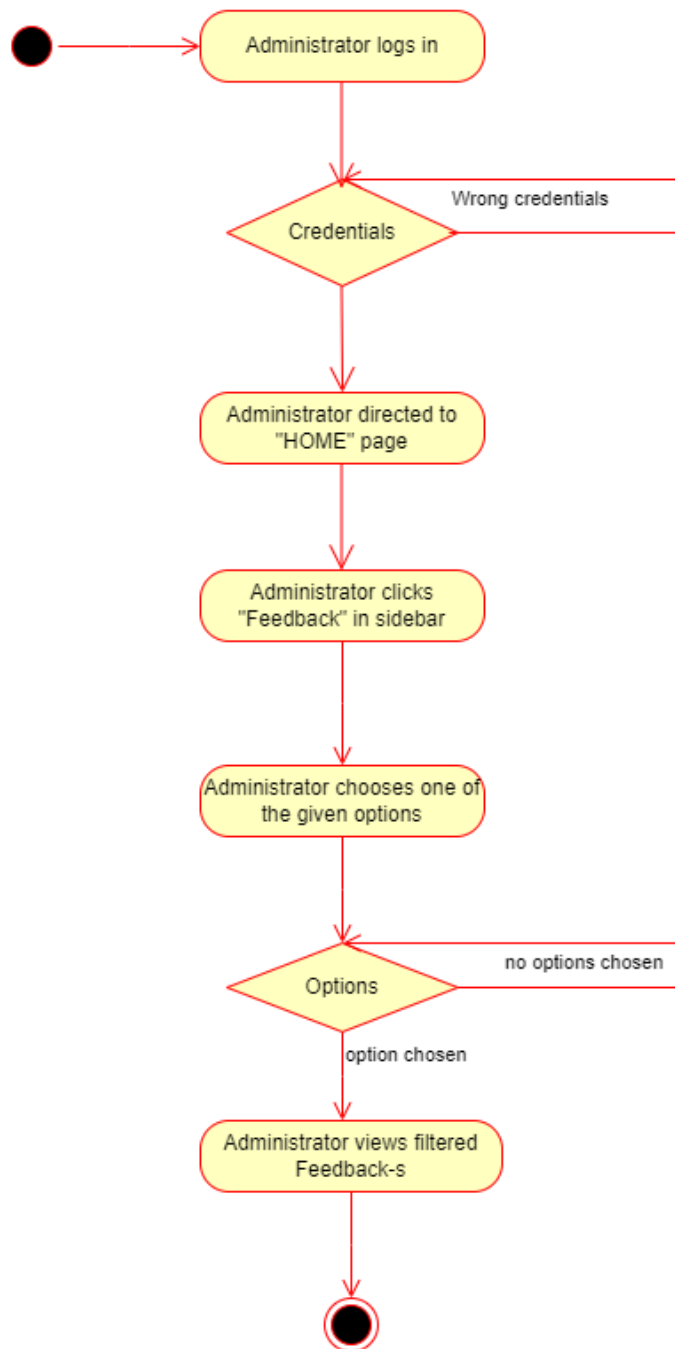 Administrator logs in
Wrong credentials
Credentials
Administrator directed to
"HOME" page
Administrator clicks
"Feedback" in sidebar
Administrator chooses one of
the given options
no options chosen
Options
option chosen
Administrator views filtered
Feedback-s